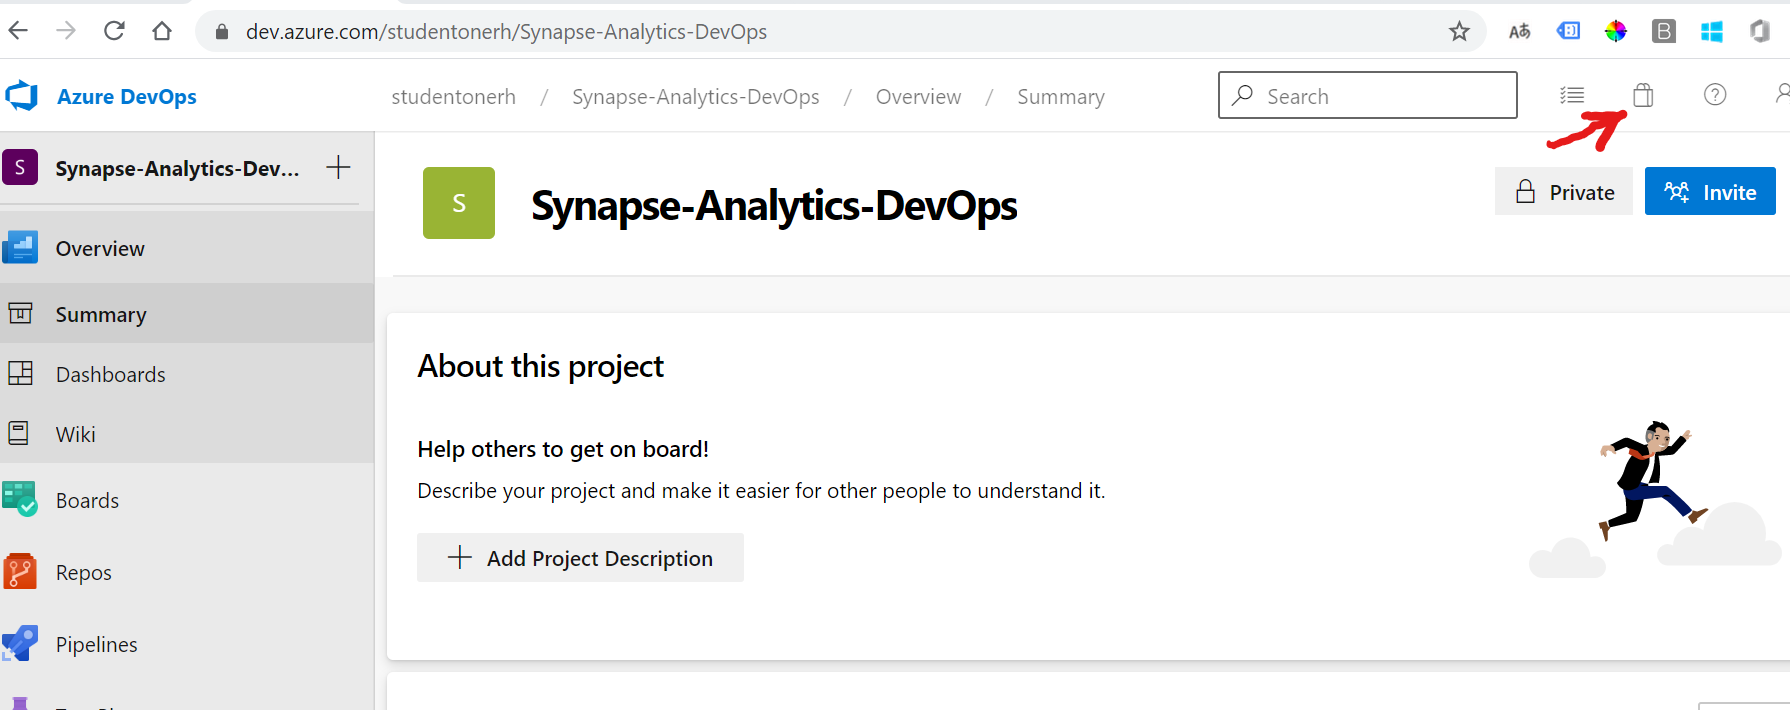 dev.azure.com/studentonerh/Synapse-Analytics-DevOps
Aあ
B
Azure DevOps
studentonerh / Synapse-Analytics-DevOps / Overview / Summary
Search
?
S
Synapse-Analytics-Dev... +
S
Synapse-Analytics-DevOps
Private
Invite
Overview
Summary
Dashboards
Wiki
Boards
Repos
Pipelines
About this project
Help others to get on board!
Describe your project and make it easier for other people to understand it.
+ Add Project Description